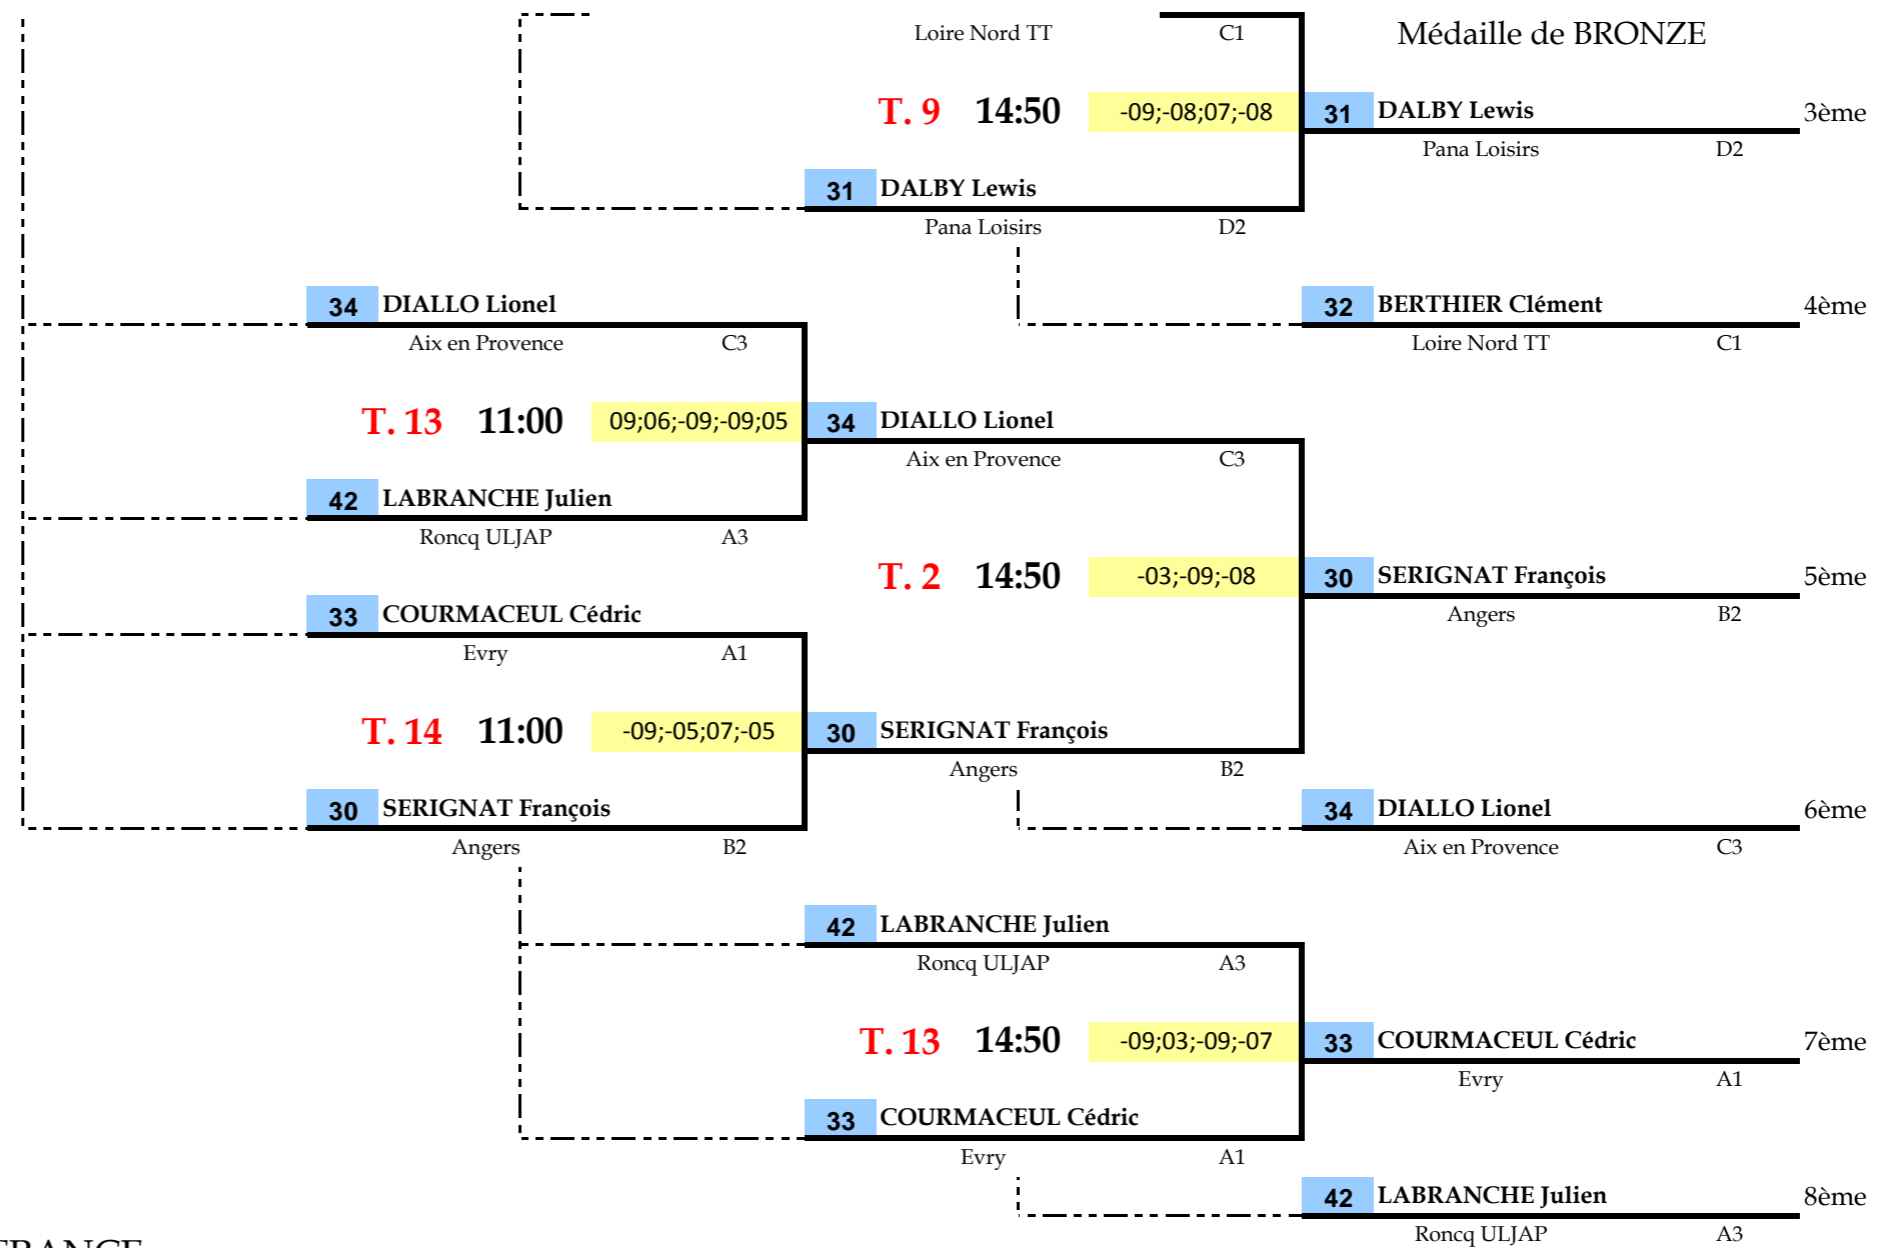 Loire Nord TT C1 Médaille de BRONZE
T. 9 14:50 -09;-08;07;-08 31 DALBY Lewis 3ème
Pana Loisirs D2
31 DALBY Lewis
Pana Loisirs D2
34 DIALLO Lionel 32 BERTHIER Clément 4ème
Aix en Provence C3 Loire Nord TT C1
T. 13 11:00 09;06;-09;-09;05 34 DIALLO Lionel
Aix en Provence C3
42 LABRANCHE Julien
Roncq ULJAP A3
T. 2 14:50 -03;-09;-08 30 SERIGNAT François 5ème
33 COURMACEUL Cédric Angers B2
Evry A1
T. 14 11:00 -09;-05;07;-05 30 SERIGNAT François
Angers B2
30 SERIGNAT François 34 DIALLO Lionel 6ème
Angers B2 Aix en Provence C3
42 LABRANCHE Julien
Roncq ULJAP A3
T. 13 14:50 -09;03;-09;-07 33 COURMACEUL Cédric 7ème
Evry A1
33 COURMACEUL Cédric
Evry A1
42 LABRANCHE Julien 8ème
Roncq ULJAP A3
FRANCE